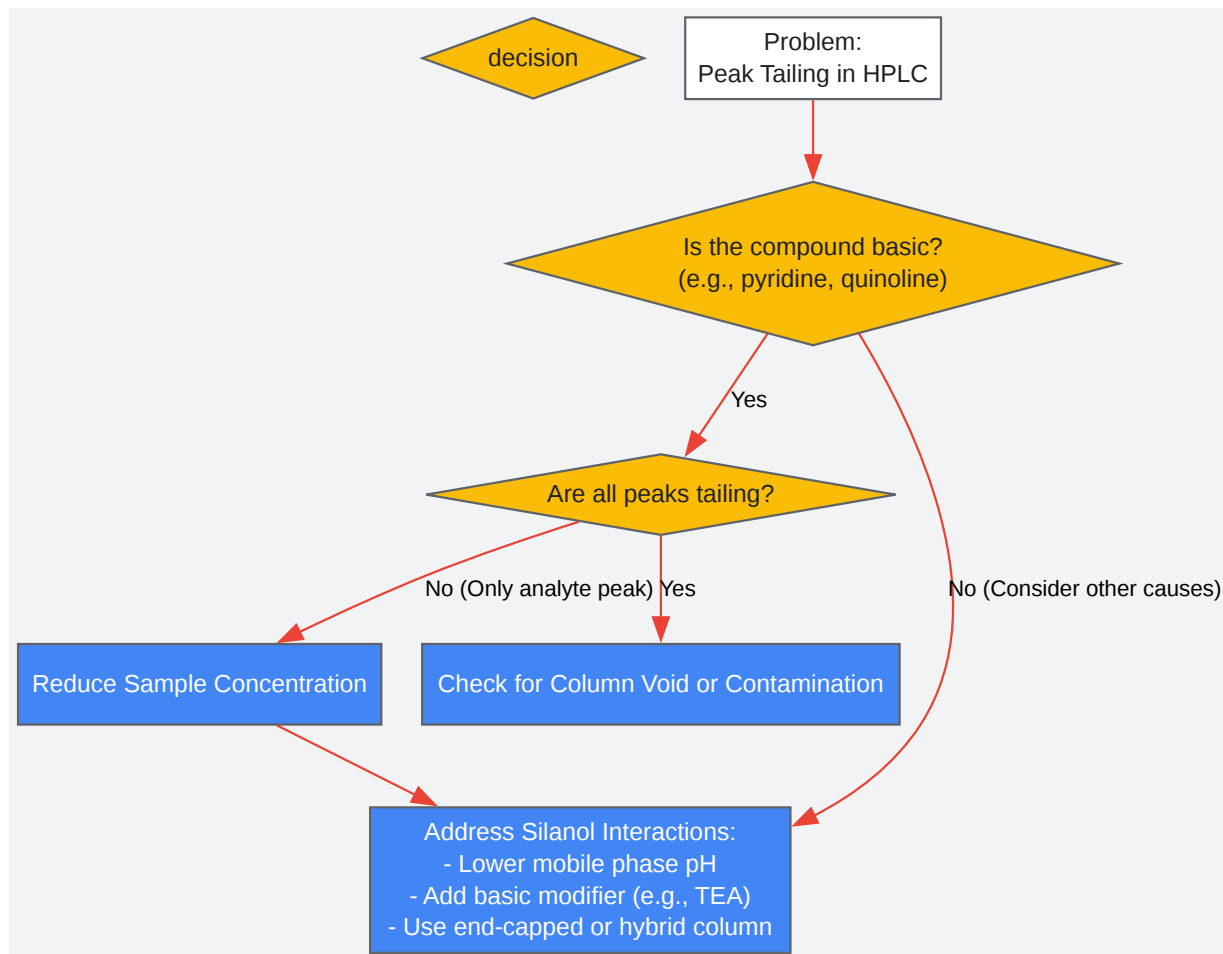 decision
Problem:
Peak Tailing in HPLC
Is the compound basic?
(e.g., pyridine, quinoline)
Yes
Are all peaks tailing?
No (Only analyte peak)
Yes
No (Consider other causes)
Reduce Sample Concentration
Check for Column Void or Contamination
Address Silanol Interactions:
- Lower mobile phase pH
- Add basic modifier (e.g., TEA)
- Use end-capped or hybrid column